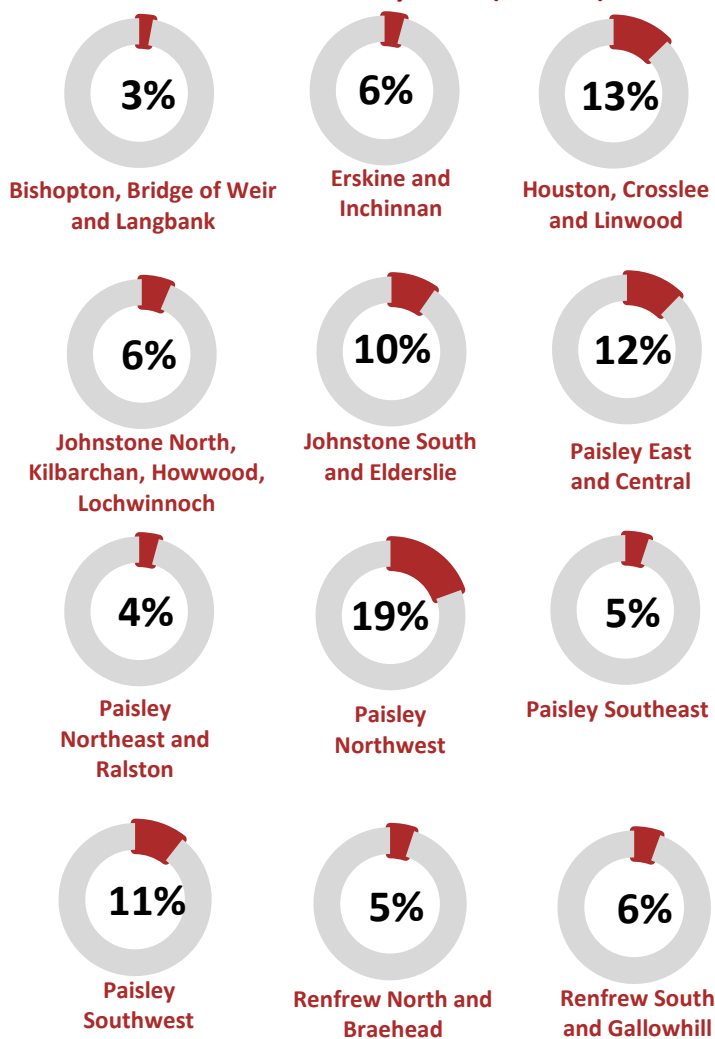 3%
6%
13%
Bishopton, Bridge of Weir
and Langbank
Erskine and
Inchinnan
Houston, Crosslee
and Linwood
6%
10%
12%
Johnstone North,
Kilbarchan, Howwood,
Lochwinnoch
Johnstone South
and Elderslie
Paisley East
and Central
4%
19%
5%
Paisley
Northeast and
Ralston
Paisley
Northwest
Paisley Southeast
11%
5%
6%
Paisley
Southwest
Renfrew North and
Braehead
Renfrew South
and Gallowhill